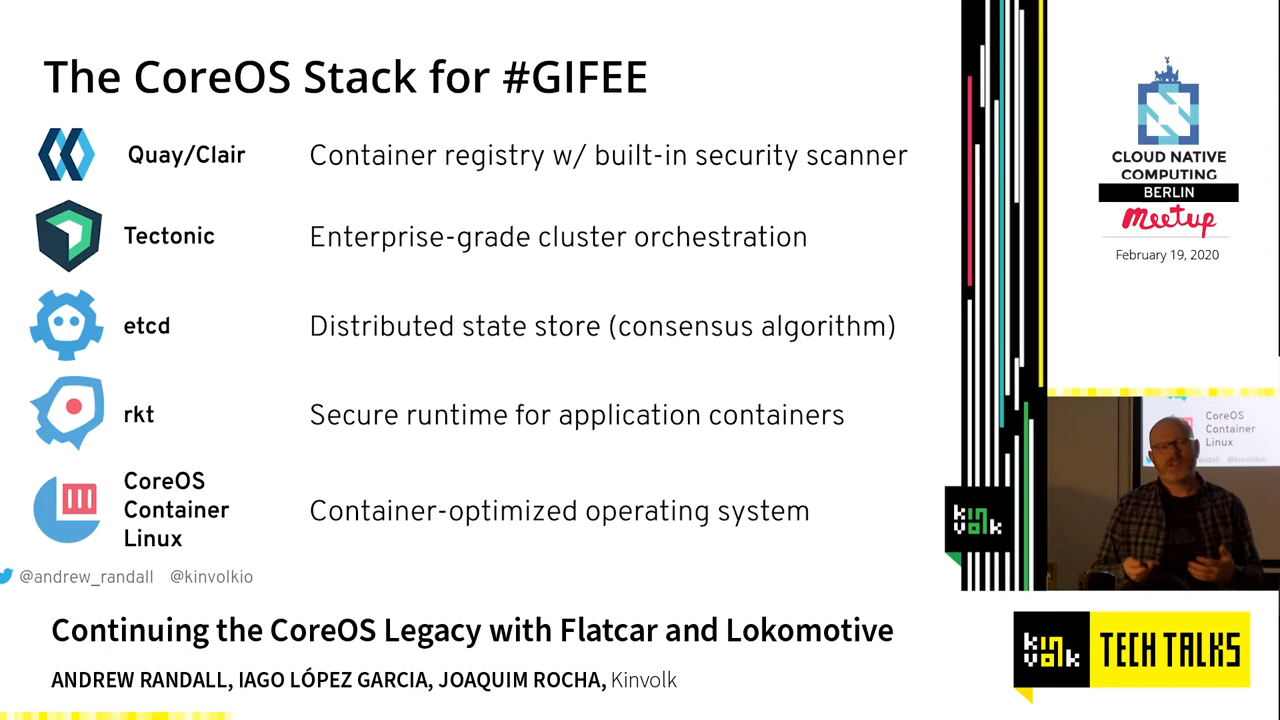 The CoreOS Stack for #GIFEE
Quay/Clair Container registry w/ built-in security scanner
Tectonic Enterprise-grade cluster orchestration
etcd Distributed state store (consensus algorithm)
rkt Secure runtime for application containers
CoreOS
Container
Linux
Container-optimized operating system
@andrew_randall @kinvolkio
Continuing the CoreOS Legacy with Flatcar and Lokomotive
ANDREW RANDALL, IAGO LÓPEZ GARCIA, JOAQUIM ROCHA, Kinvolk
CLOUD NATIVE
COMPUTING
BERLIN
meetup
February 19, 2020
kinvolk
CoreOS
Container
Linux
randall @kinvolkio
kinvolk
TECH TALKS